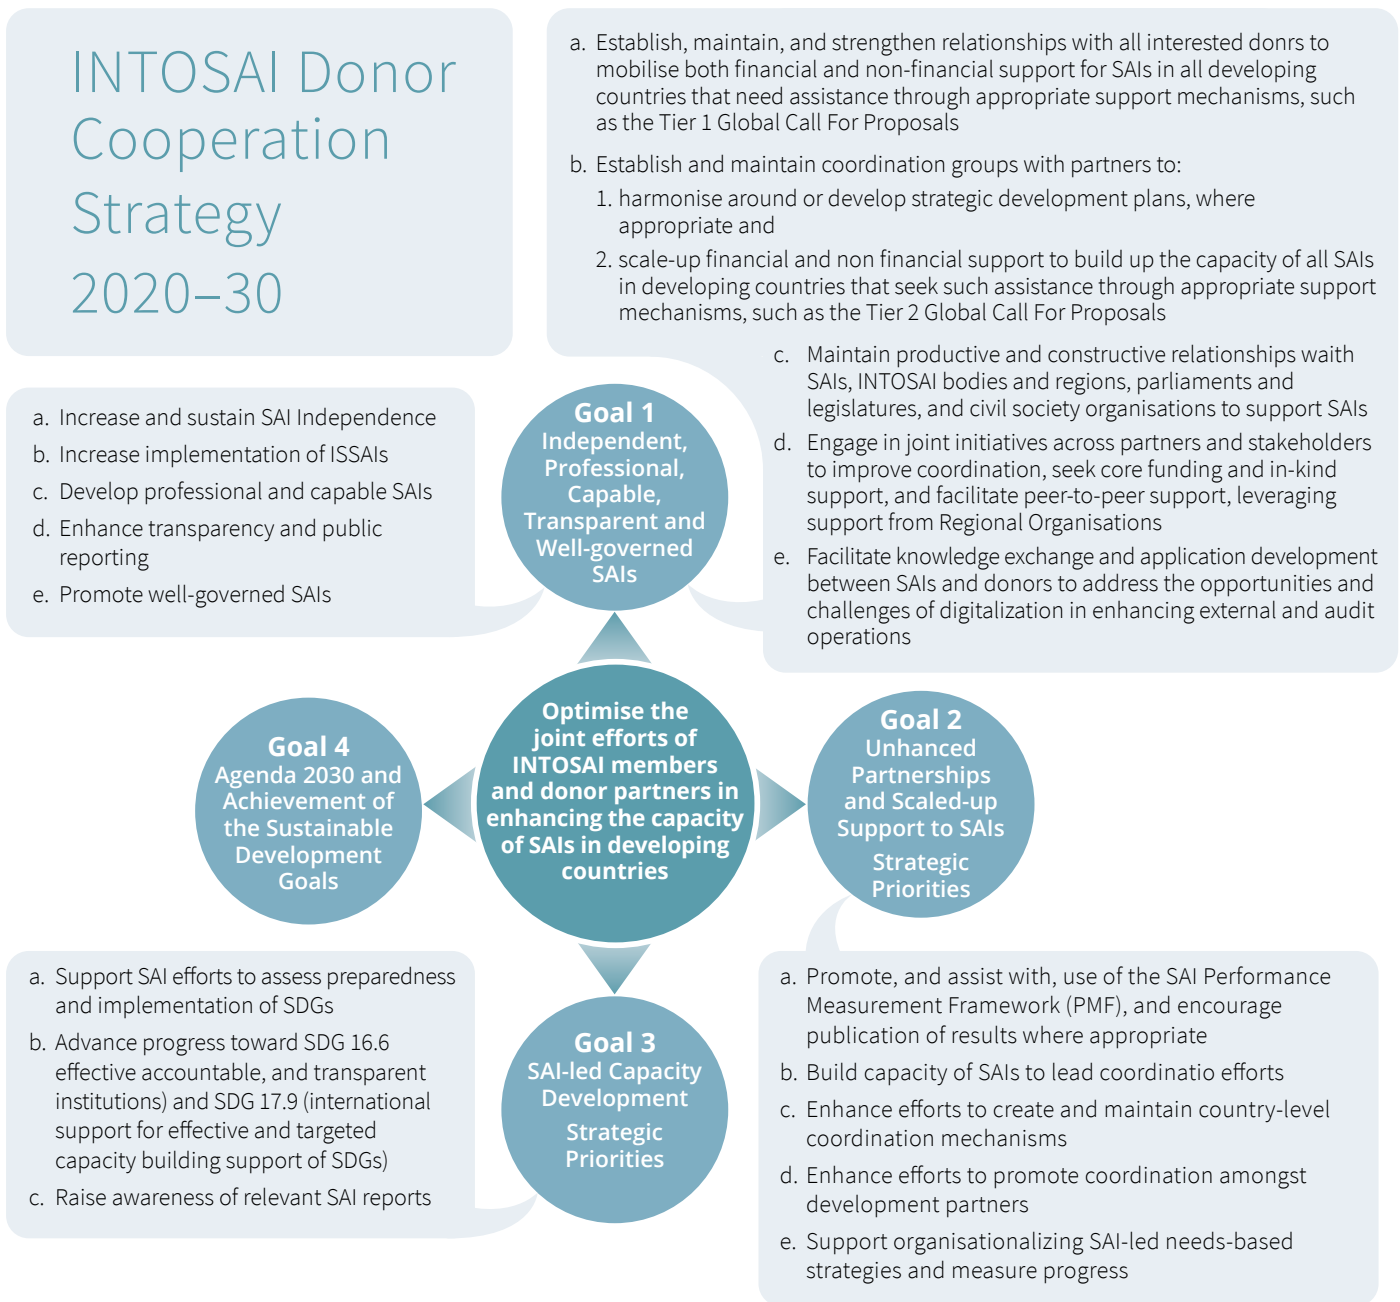 INTOSAI Donor
Cooperation
Strategy
2020–30
a. Establish, maintain, and strengthen relationships with all interested donrs to
mobilise both financial and non-financial support for SAIs in all developing
countries that need assistance through appropriate support mechanisms, such
as the Tier 1 Global Call For Proposals
b. Establish and maintain coordination groups with partners to:
1. harmonise around or develop strategic development plans, where
appropriate and
2. scale-up financial and non financial support to build up the capacity of all SAIs
in developing countries that seek such assistance through appropriate support
mechanisms, such as the Tier 2 Global Call For Proposals
c. Maintain productive and constructive relationships waith
SAIs, INTOSAI bodies and regions, parliaments and
legislatures, and civil society organisations to support SAIs
d. Engage in joint initiatives across partners and stakeholders
to improve coordination, seek core funding and in-kind
support, and facilitate peer-to-peer support, leveraging
support from Regional Organisations
e. Facilitate knowledge exchange and application development
between SAIs and donors to address the opportunities and
challenges of digitalization in enhancing external and audit
operations
a. Increase and sustain SAI Independence
b. Increase implementation of ISSAIs
c. Develop professional and capable SAIs
d. Enhance transparency and public
reporting
e. Promote well-governed SAIs
Goal 1
Independent,
Professional,
Capable,
Transparent and
Well-governed
SAIs
Goal 4
Agenda 2030 and
Achievement of
the Sustainable
Development
Goals
Optimise the
joint efforts of
INTOSAI members
and donor partners in
enhancing the capacity
of SAIs in developing
countries
Goal 2
Unhanced
Partnerships
and Scaled-up
Support to SAIs
Strategic
Priorities
a. Support SAI efforts to assess preparedness
and implementation of SDGs
b. Advance progress toward SDG 16.6
effective accountable, and transparent
institutions) and SDG 17.9 (international
support for effective and targeted
capacity building support of SDGs)
c. Raise awareness of relevant SAI reports
Goal 3
SAI-led Capacity
Development
Strategic
Priorities
a. Promote, and assist with, use of the SAI Performance
Measurement Framework (PMF), and encourage
publication of results where appropriate
b. Build capacity of SAIs to lead coordinatio efforts
c. Enhance efforts to create and maintain country-level
coordination mechanisms
d. Enhance efforts to promote coordination amongst
development partners
e. Support organisationalizing SAI-led needs-based
strategies and measure progress